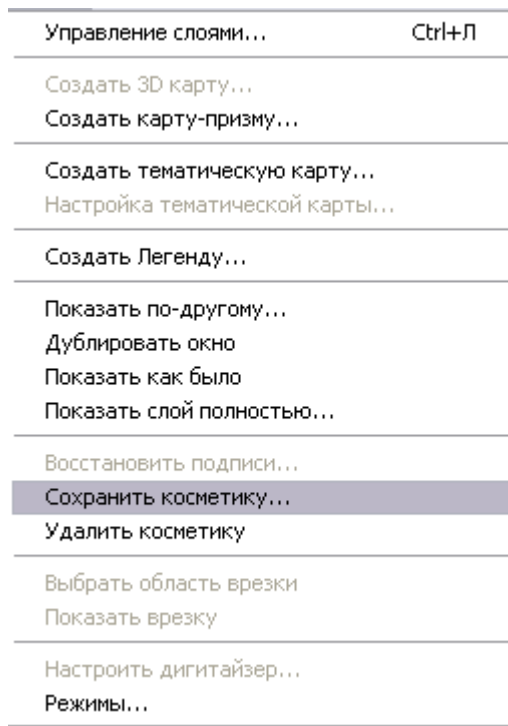 Управление слоями... Ctrl+Л
Создать 3D карту...
Создать карту-призму...
Создать тематическую карту...
Настройка тематической карты...
Создать Легенду...
Показать по-другому...
Дублировать окно
Показать как было
Показать слой полностью...
Восстановить подписи...
Сохранить косметику...
Удалить косметику
Выбрать область врезки
Показать врезку
Настроить дигитайзер...
Режимы...